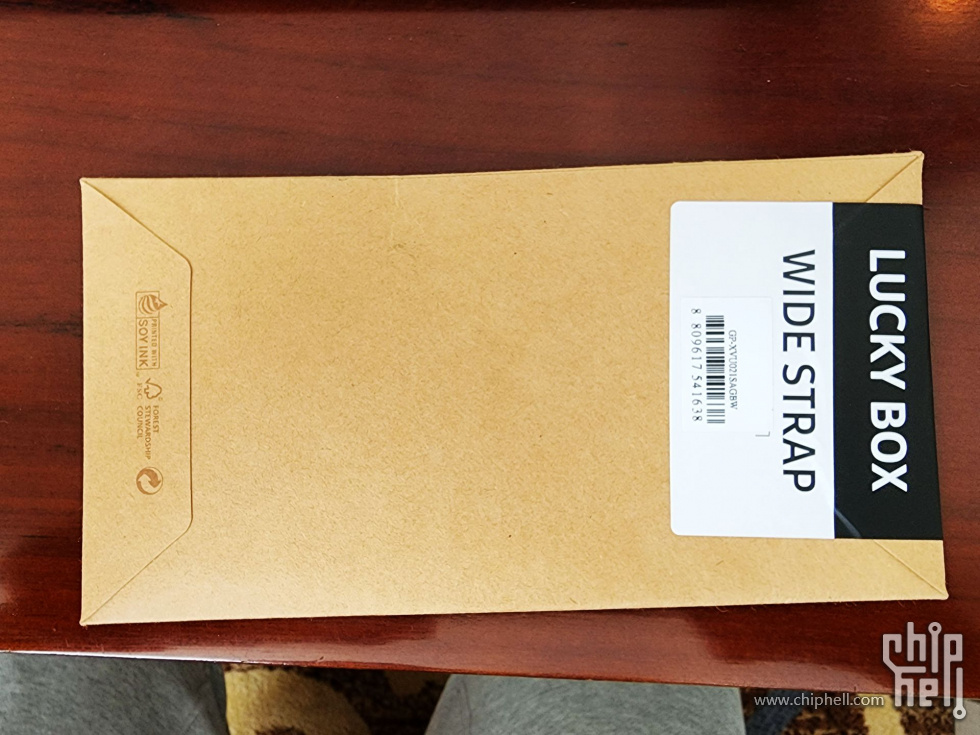 LUCKY BOX
WIDE STRAP
GP-XVU021SAGBW
8 809617 541638
PRINTED WITH
SOY INK
FSC
FOREST
STEWARDSHIP
COUNCIL
chip
hell
www.chiphell.com